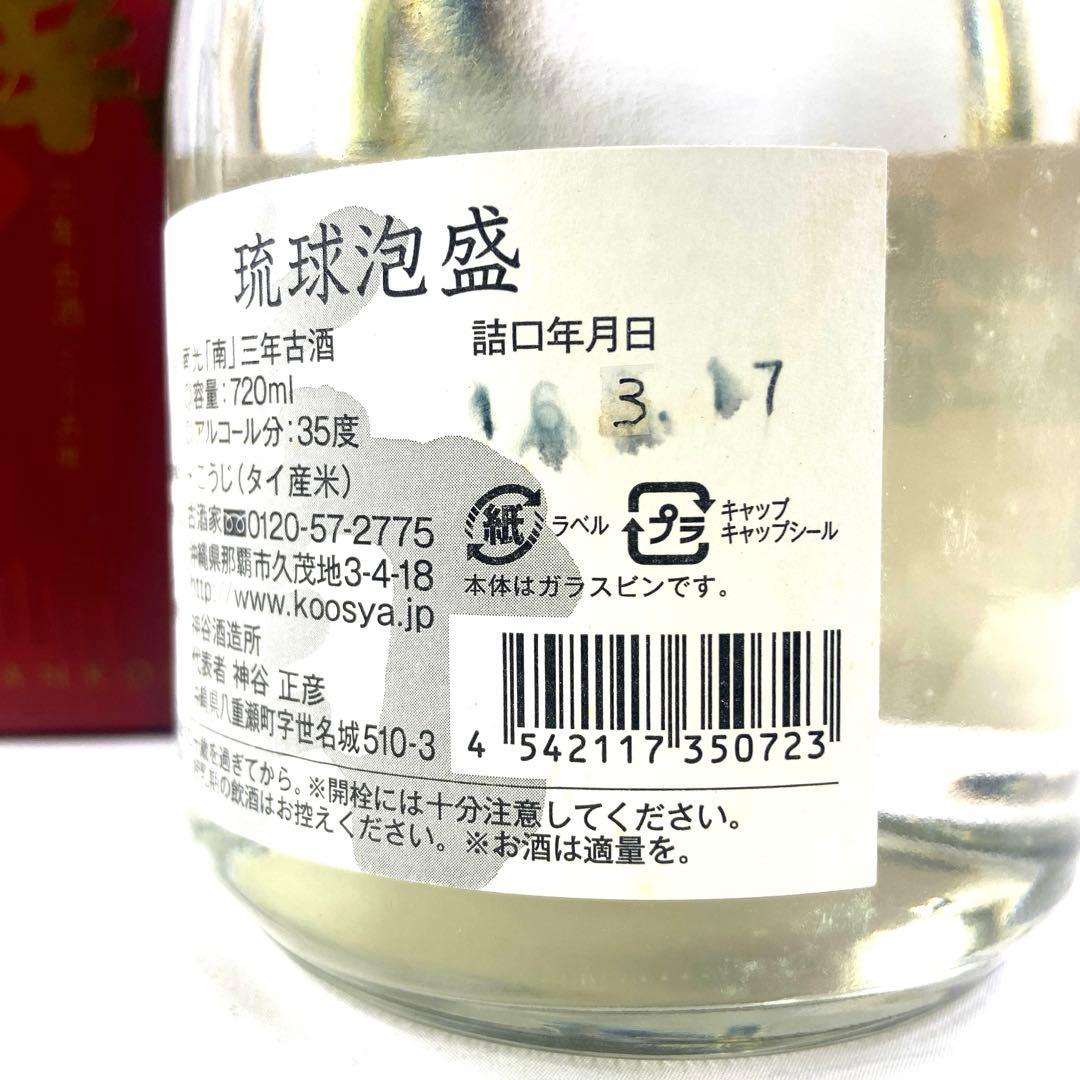 琉球泡盛
光「南」三年古酒
容量:720ml
アルコール分:35度
こうじ(タイ産米)
古酒家 0120-57-2775
沖縄県那覇市久茂地3-4-18
http://www.koosya.jp
神谷酒造所
代表者 神谷 正彦
縄県八重瀬町字世名城510-3
詰口年月日
16 3. 17
紙 ラベル
プラ キャップ
キャップシール
本体はガラスビンです。
4 542117 350723
歳を過ぎてから。※開栓には十分注意してください。
の飲酒はお控えください。※お酒は適量を。